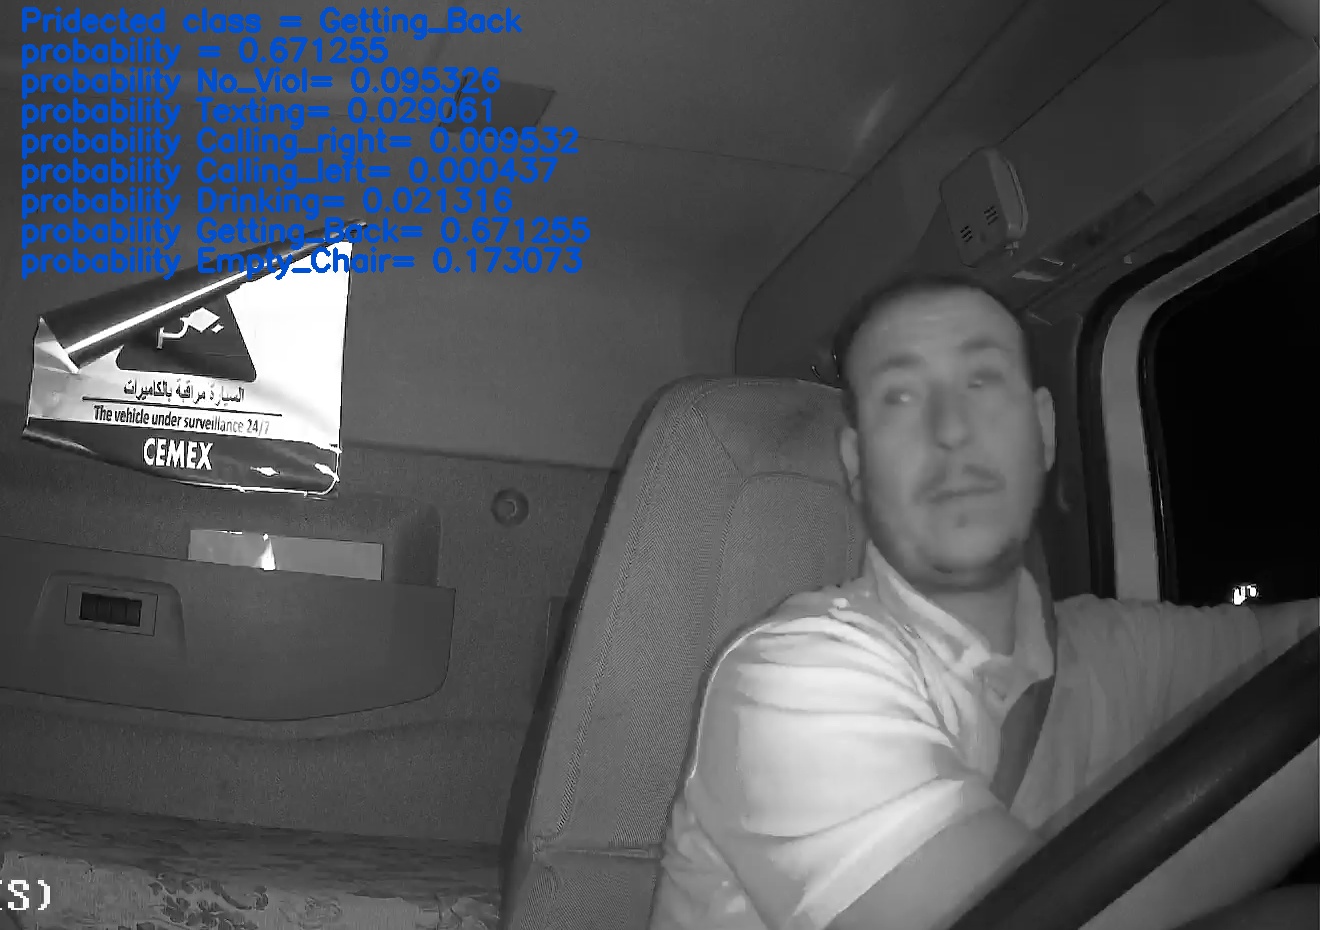 Pridected class = Getting_Back
probability = 0.671255
probability No_Viol= 0.095326
probability Texting= 0.029061
probability Calling_right= 0.009532
probability Calling_left= 0.000437
probability Drinking= 0.021316
probability Getting_Back= 0.671255
probability Empty_Chair= 0.173073
السيارة مراقبة بالكاميرات
The vehicle under surveillance 24/7
CEMEX
S)